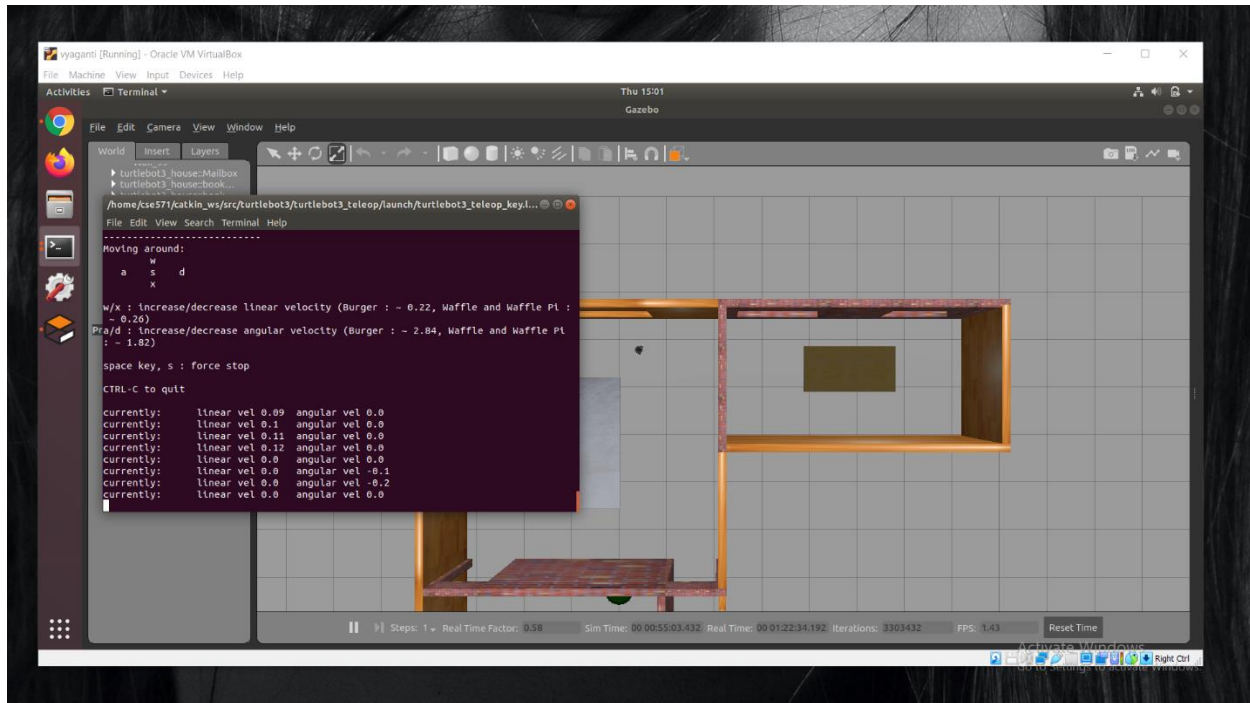 vyaganti [Running] - Oracle VM VirtualBox
File Machine View Input Devices Help
Activities Terminal Thu 15:01
Gazebo
File Edit Camera View Window Help
World Insert Layers
turtlebot3_house::Mailbox
turtlebot3_house::book...
/home/cse571/catkin_ws/src/turtlebot3/turtlebot3_teleop/launch/turtlebot3_teleop_key.l...
File Edit View Search Terminal Help
---------------------------
Moving around:
w
a s d
x
w/x : increase/decrease linear velocity (Burger : ~ 0.22, Waffle and Waffle Pi :
~ 0.26)
Pr
a/d : increase/decrease angular velocity (Burger : ~ 2.84, Waffle and Waffle Pi
: ~ 1.82)
space key, s : force stop
CTRL-C to quit
currently: linear vel 0.09 angular vel 0.0
currently: linear vel 0.1 angular vel 0.0
currently: linear vel 0.11 angular vel 0.0
currently: linear vel 0.12 angular vel 0.0
currently: linear vel 0.0 angular vel 0.0
currently: linear vel 0.0 angular vel -0.1
currently: linear vel 0.0 angular vel -0.2
currently: linear vel 0.0 angular vel 0.0
Steps: 1 Real Time Factor: 0.58 Sim Time: 00 00:55:03.432 Real Time: 00 01:22:34.192 Iterations: 3303432 FPS: 1.43 Reset Time
Activate Windows
Go to Settings to activate Windows.
Right Ctrl